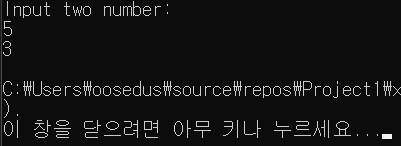 Input two number:
5
3
C:₩Users₩oosedus₩source₩repos₩Project1₩x
).
이 창을 닫으려면 아무 키나 누르세요...